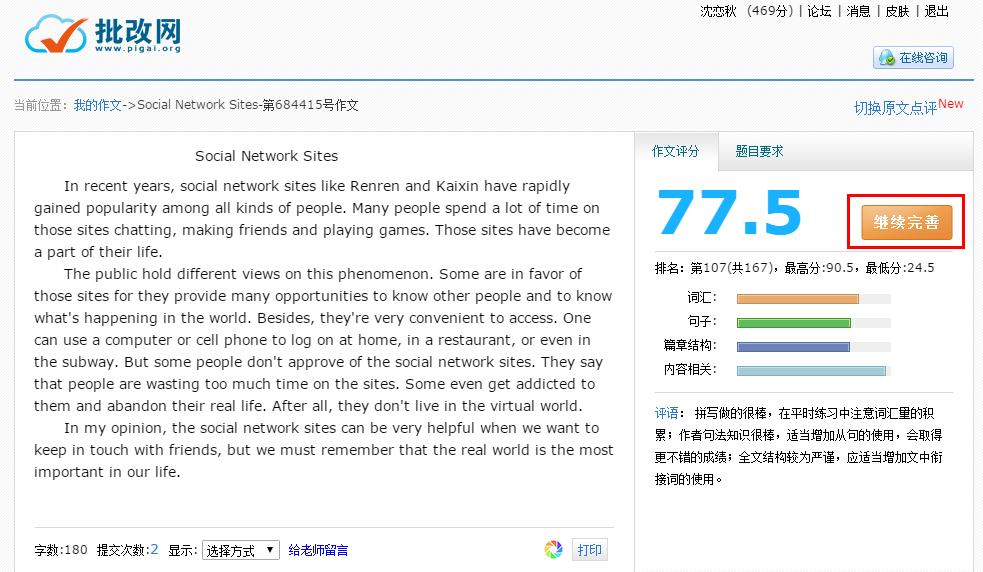 沈恋秋 (469分) | 论坛 | 消息 | 皮肤 | 退出
批改网
www.pigai.org
在线咨询
当前位置: 我的作文->Social Network Sites-第684415号作文
切换原文点评New
Social Network Sites
In recent years, social network sites like Renren and Kaixin have rapidly
gained popularity among all kinds of people. Many people spend a lot of time on
those sites chatting, making friends and playing games. Those sites have become
a part of their life.
The public hold different views on this phenomenon. Some are in favor of
those sites for they provide many opportunities to know other people and to know
what's happening in the world. Besides, they're very convenient to access. One
can use a computer or cell phone to log on at home, in a restaurant, or even in
the subway. But some people don't approve of the social network sites. They say
that people are wasting too much time on the sites. Some even get addicted to
them and abandon their real life. After all, they don't live in the virtual world.
In my opinion, the social network sites can be very helpful when we want to
keep in touch with friends, but we must remember that the real world is the most
important in our life.
字数:180 提交次数:2 显示: 选择方式 给老师留言
打印
作文评分 题目要求
77.5
继续完善
排名: 第107(共167), 最高分:90.5, 最低分:24.5
词汇:
句子:
篇章结构:
内容相关:
评语: 拼写做的很棒，在平时练习中注意词汇量的积
累；作者句法知识很棒，适当增加从句的使用，会取得
更不错的成绩；全文结构较为严谨，应适当增加文中衔
接词的使用。